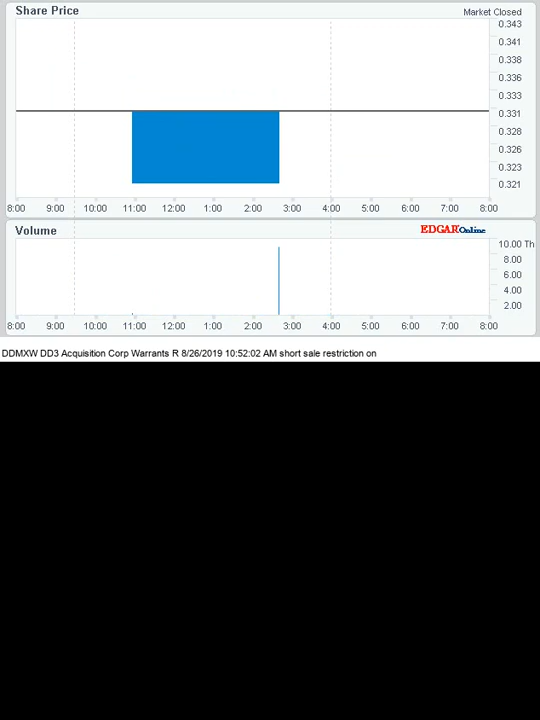 Share Price
Market Closed
0.343
0.341
0.338
0.336
0.333
0.331
0.328
0.326
0.323
0.321
8:00 9:00 10:00 11:00 12:00 1:00 2:00 3:00 4:00 5:00 6:00 7:00 8:00
Volume
EDGAR Online
10.00 Th
8.00
6.00
4.00
2.00
8:00 9:00 10:00 11:00 12:00 1:00 2:00 3:00 4:00 5:00 6:00 7:00 8:00
DDMXW DD3 Acquisition Corp Warrants R 8/26/2019 10:52:02 AM short sale restriction on